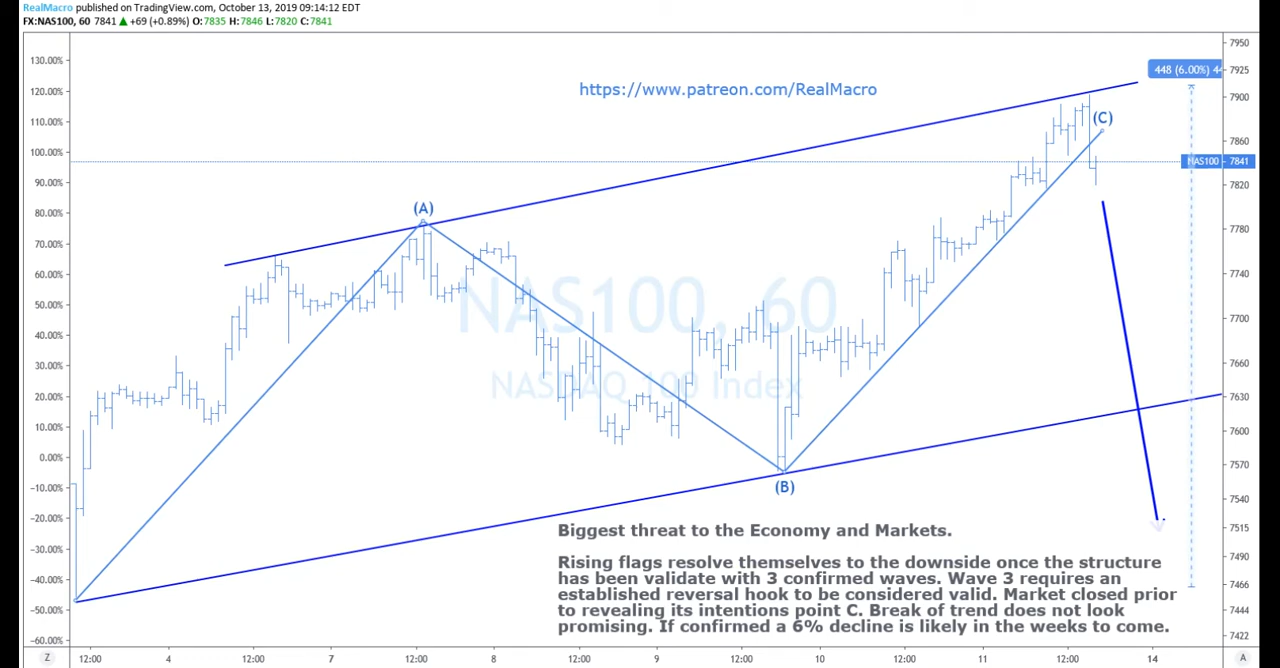 RealMacro published on TradingView.com, October 13, 2019 09:14:12 EDT
FX:NAS100, 60 7841 ▲ +69 (+0.89%) O:7835 H:7846 L:7820 C:7841
130.00%
120.00%
110.00%
100.00%
90.00%
80.00%
70.00%
60.00%
50.00%
40.00%
30.00%
20.00%
10.00%
0.00%
-10.00%
-20.00%
-30.00%
-40.00%
-50.00%
-60.00%
https://www.patreon.com/RealMacro
(A)
(B)
(C)
NAS100, 60
NASDAQ 100 Index
448 (6.00%)
NAS100 7841
7950
7925
7900
7860
7820
7780
7740
7700
7660
7630
7600
7570
7540
7515
7490
7466
7444
7422
Biggest threat to the Economy and Markets.
Rising flags resolve themselves to the downside once the structure
has been validate with 3 confirmed waves. Wave 3 requires an
established reversal hook to be considered valid. Market closed prior
to revealing its intentions point C. Break of trend does not look
promising. If confirmed a 6% decline is likely in the weeks to come.
Z 12:00 4 12:00 7 12:00 8 12:00 9 12:00 10 12:00 11 12:00 14 A